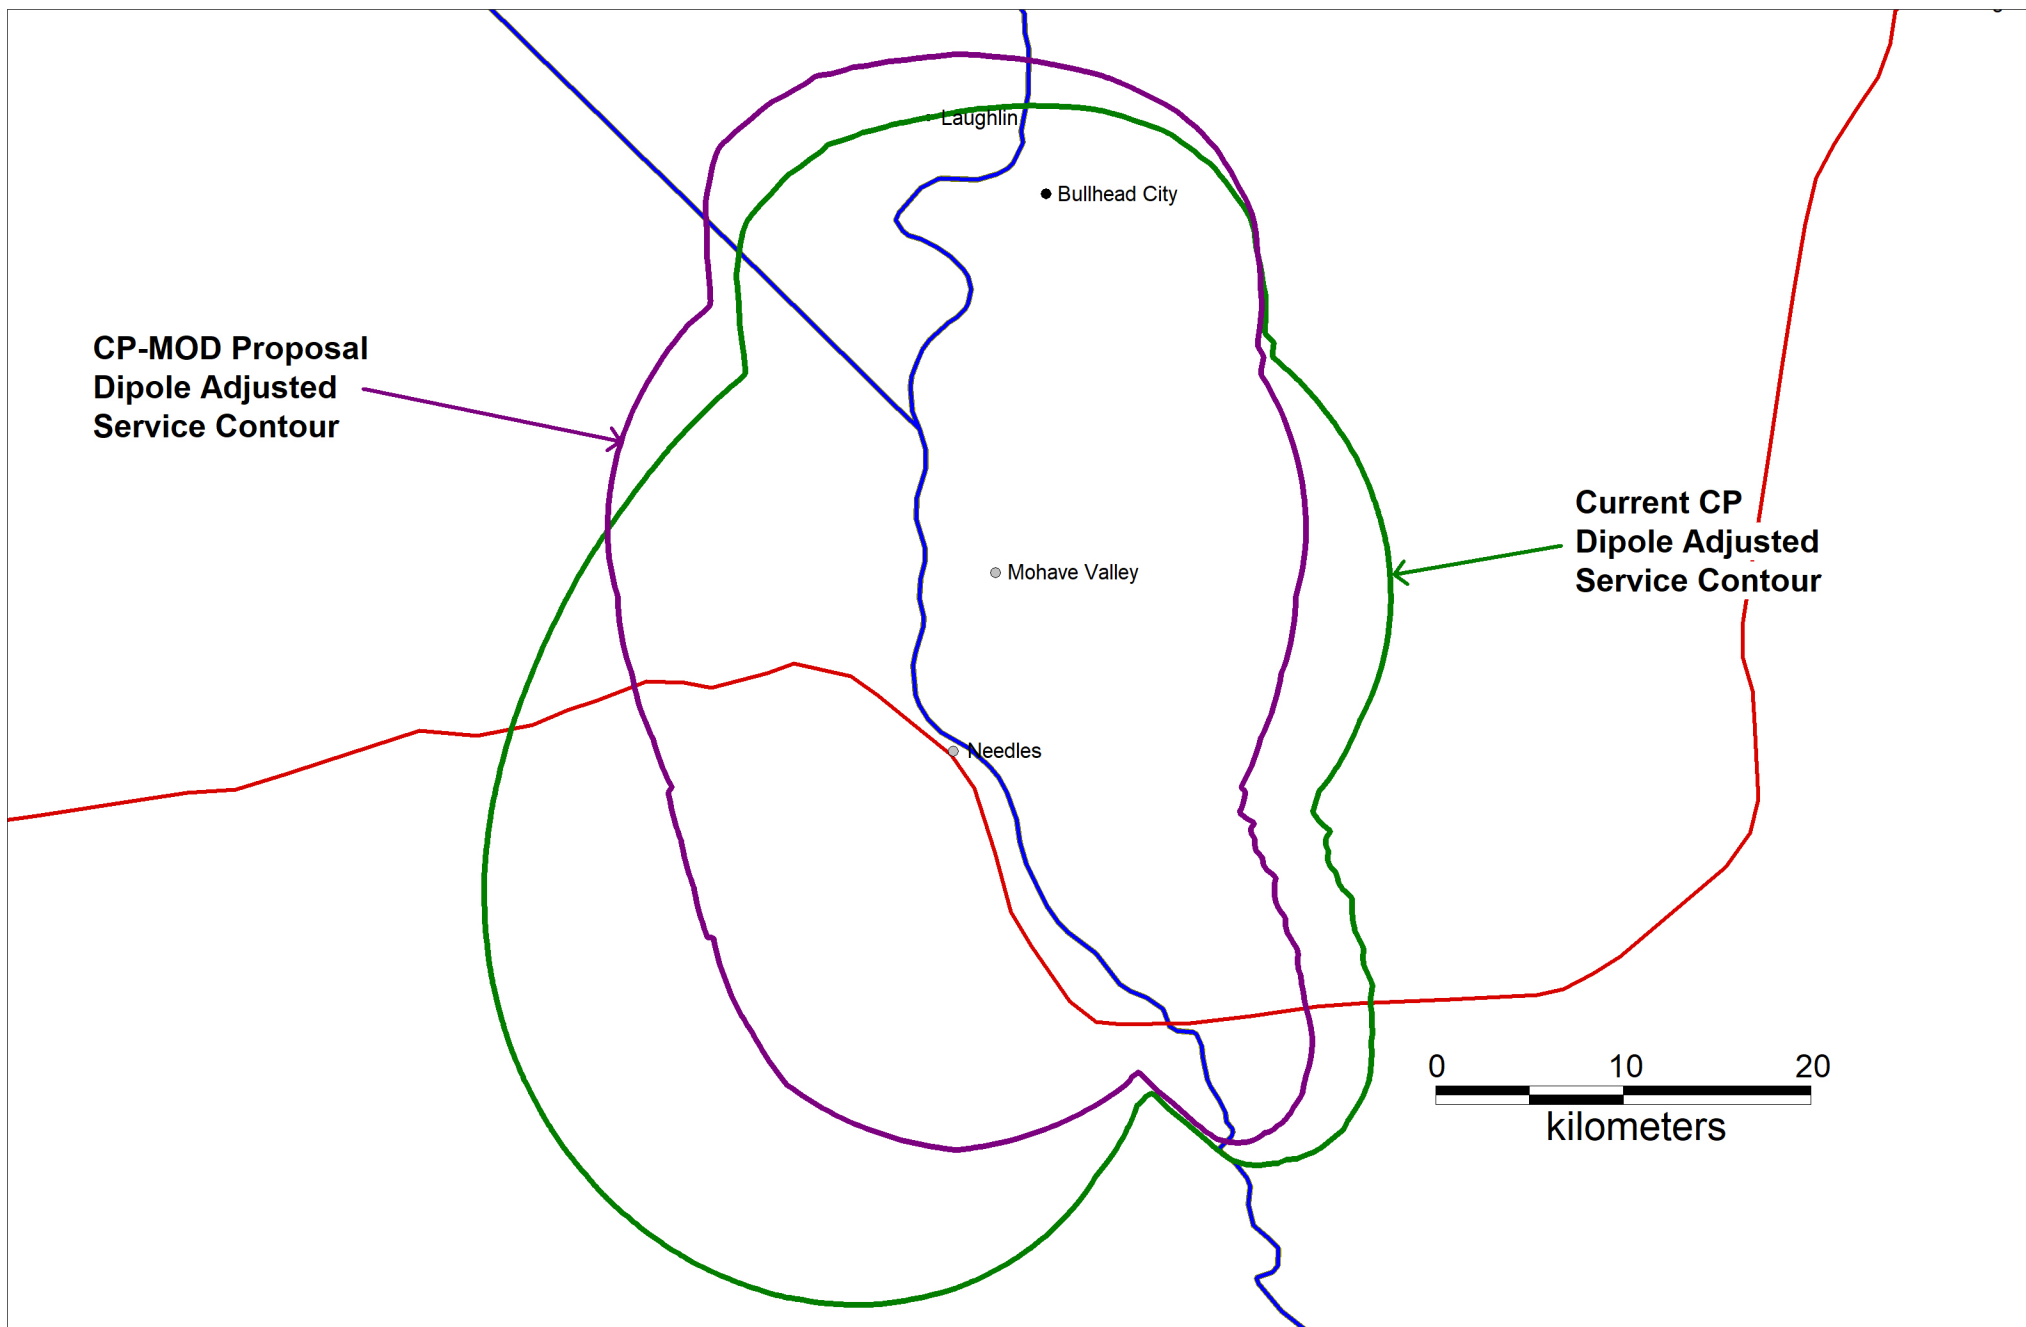 Laughlin
Bullhead City
CP-MOD Proposal
Dipole Adjusted
Service Contour
Current CP
Dipole Adjusted
Service Contour
Mohave Valley
Needles
0 10 20
kilometers